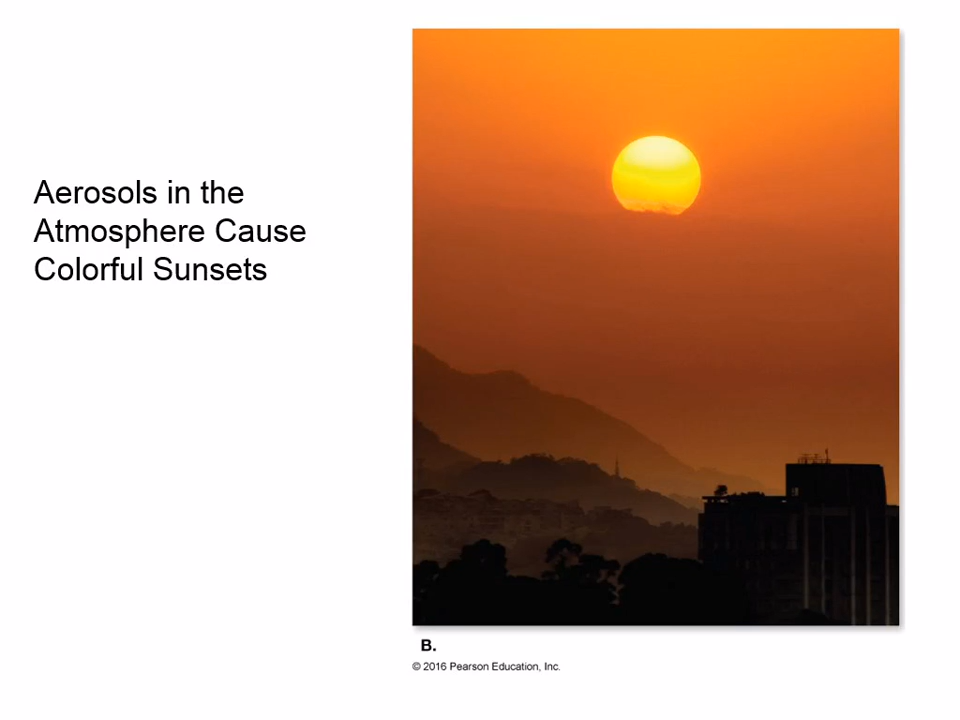 Aerosols in the
Atmosphere Cause
Colorful Sunsets
B.
© 2016 Pearson Education, Inc.